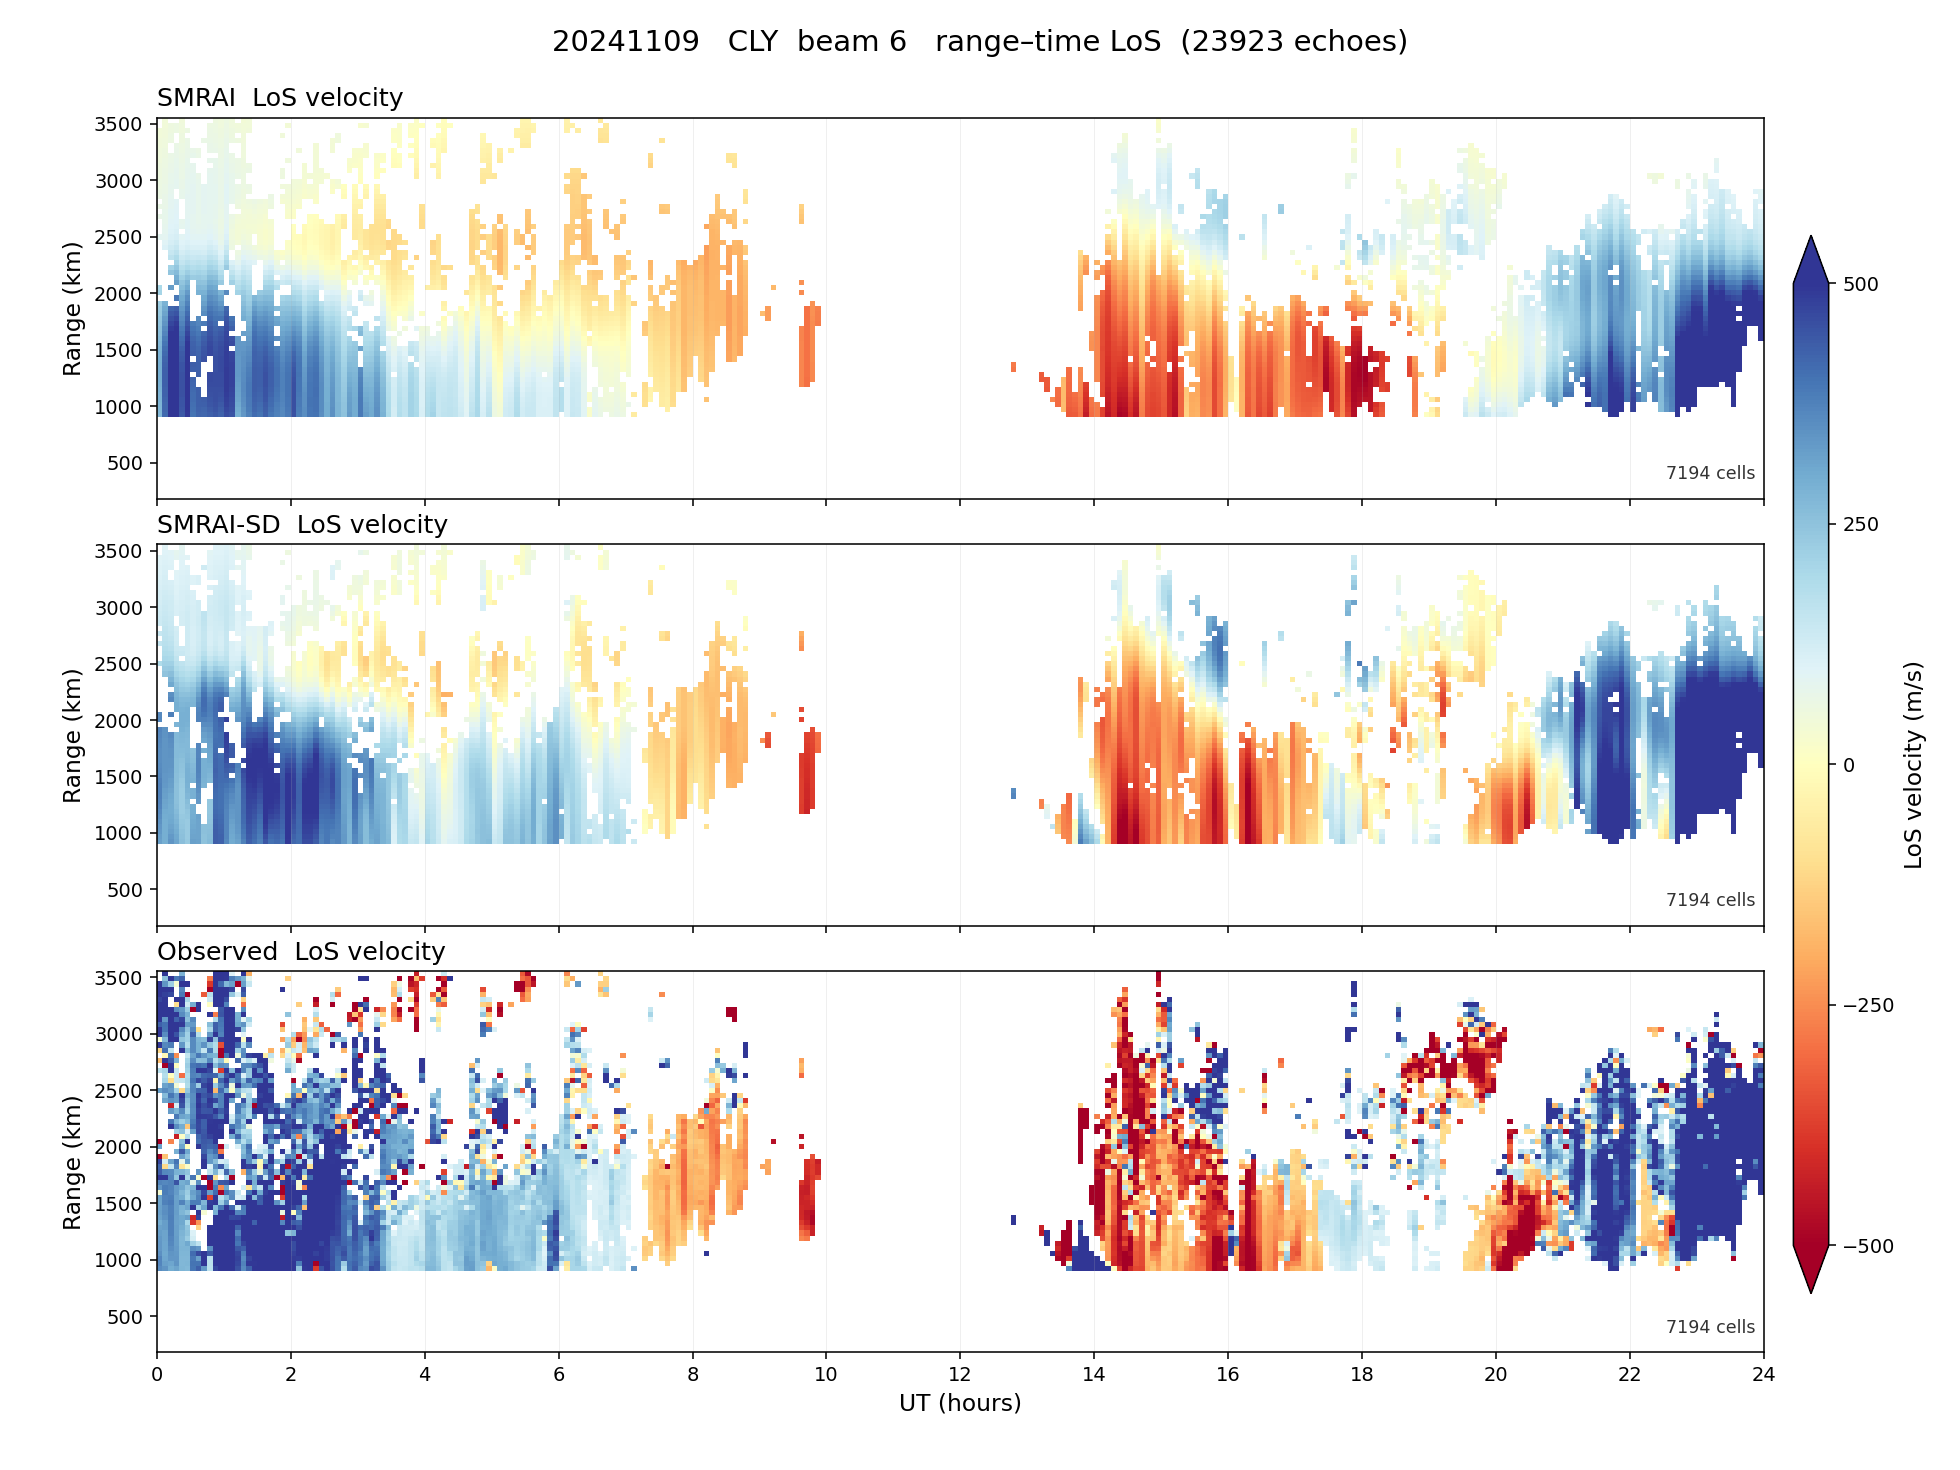 20241109   CLY  beam 6   range–time LoS  (23923 echoes)
SMRAI  LoS velocity
3500
3000
2500
2000
1500
1000
500
Range (km)
7194 cells
SMRAI-SD  LoS velocity
3500
3000
2500
2000
1500
1000
500
Range (km)
7194 cells
Observed  LoS velocity
3500
3000
2500
2000
1500
1000
500
Range (km)
7194 cells
0 2 4 6 8 10 12 14 16 18 20 22 24
UT (hours)
500
250
0
−250
−500
LoS velocity (m/s)